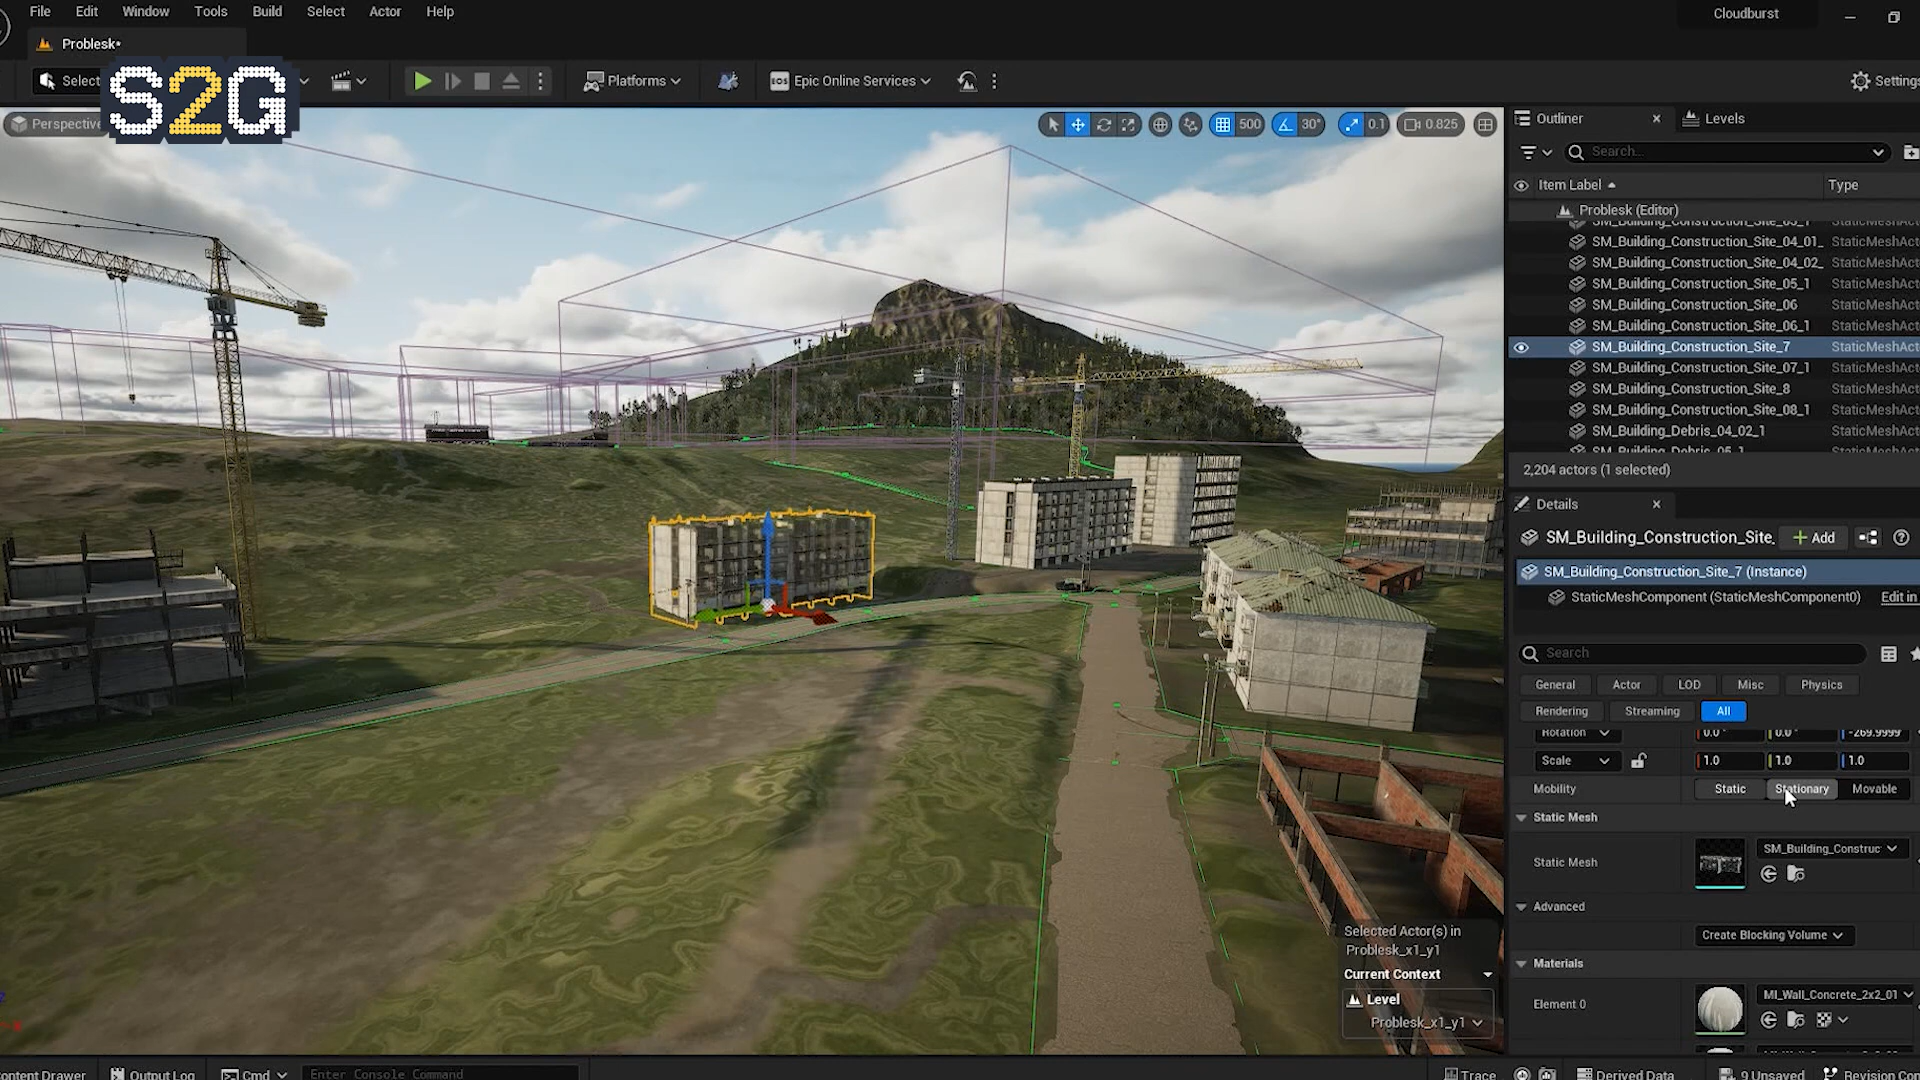 File Edit Window Tools Build Select Actor Help
Cloudburst
Problesk*
Select
S2G
Platforms
EOS Epic Online Services
Settings
Perspective
500 30° 0.1 0.825
Outliner
Levels
Search...
Item Label Type
Problesk (Editor)
SM_Building_Construction_Site_04_01_ StaticMeshAct
SM_Building_Construction_Site_04_02_ StaticMeshAct
SM_Building_Construction_Site_05_1 StaticMeshAct
SM_Building_Construction_Site_06 StaticMeshAct
SM_Building_Construction_Site_06_1 StaticMeshAct
SM_Building_Construction_Site_7 StaticMeshAct
SM_Building_Construction_Site_07_1 StaticMeshAct
SM_Building_Construction_Site_8 StaticMeshAct
SM_Building_Construction_Site_08_1 StaticMeshAct
SM_Building_Debris_04_02_1 StaticMeshAct
2,204 actors (1 selected)
Details
SM_Building_Construction_Site_
+ Add
SM_Building_Construction_Site_7 (Instance)
StaticMeshComponent (StaticMeshComponent0) Edit in
Search
General Actor LOD Misc Physics
Rendering Streaming All
Rotation 0.0° 0.0° -269.9999
Scale 1.0 1.0 1.0
Mobility Static Stationary Movable
Static Mesh
Static Mesh SM_Building_Construc
Advanced
Create Blocking Volume
Materials
Element 0 MI_Wall_Concrete_2x2_01
Selected Actor(s) in
Problesk_x1_y1
Current Context
Level
Problesk_x1_y1
ontent Drawer Output Log Cmd Enter Console Command
Trace Derived Data 9 Unsaved Revision Con